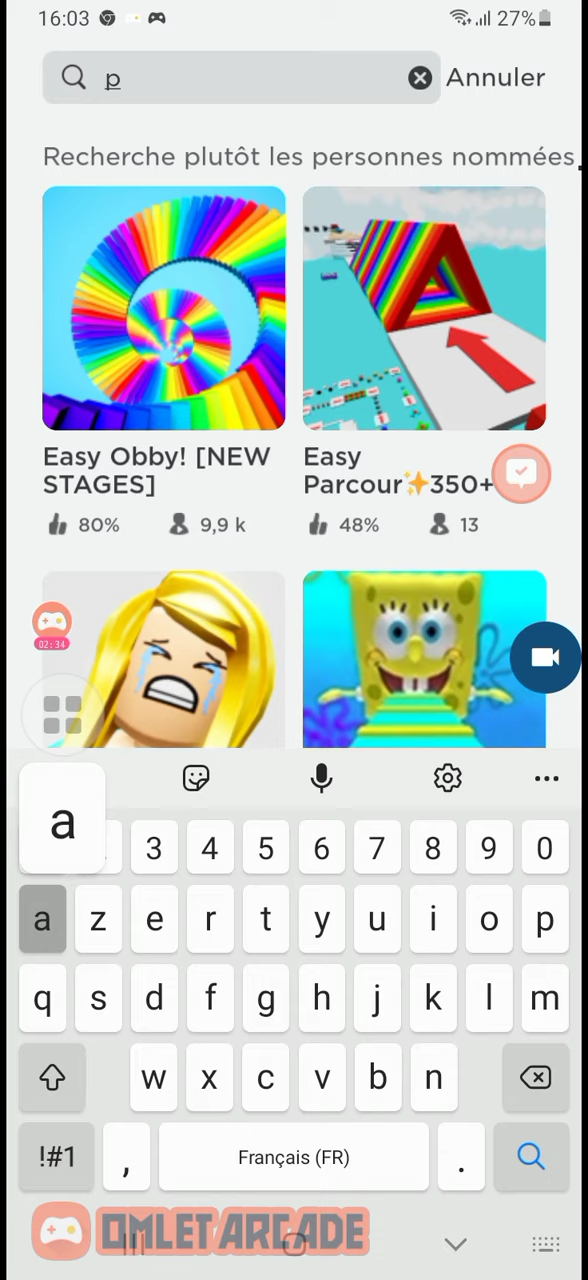 16:03
27%
p
Annuler
Recherche plutôt les personnes nommées
Easy Obby! [NEW STAGES]
Easy Parcour✨350+
80%
9,9 k
48%
13
02:34
a
3 4 5 6 7 8 9 0
a z e r t y u i o p
q s d f g h j k l m
w x c v b n
!#1 , Français (FR) .
OMLET ARCADE